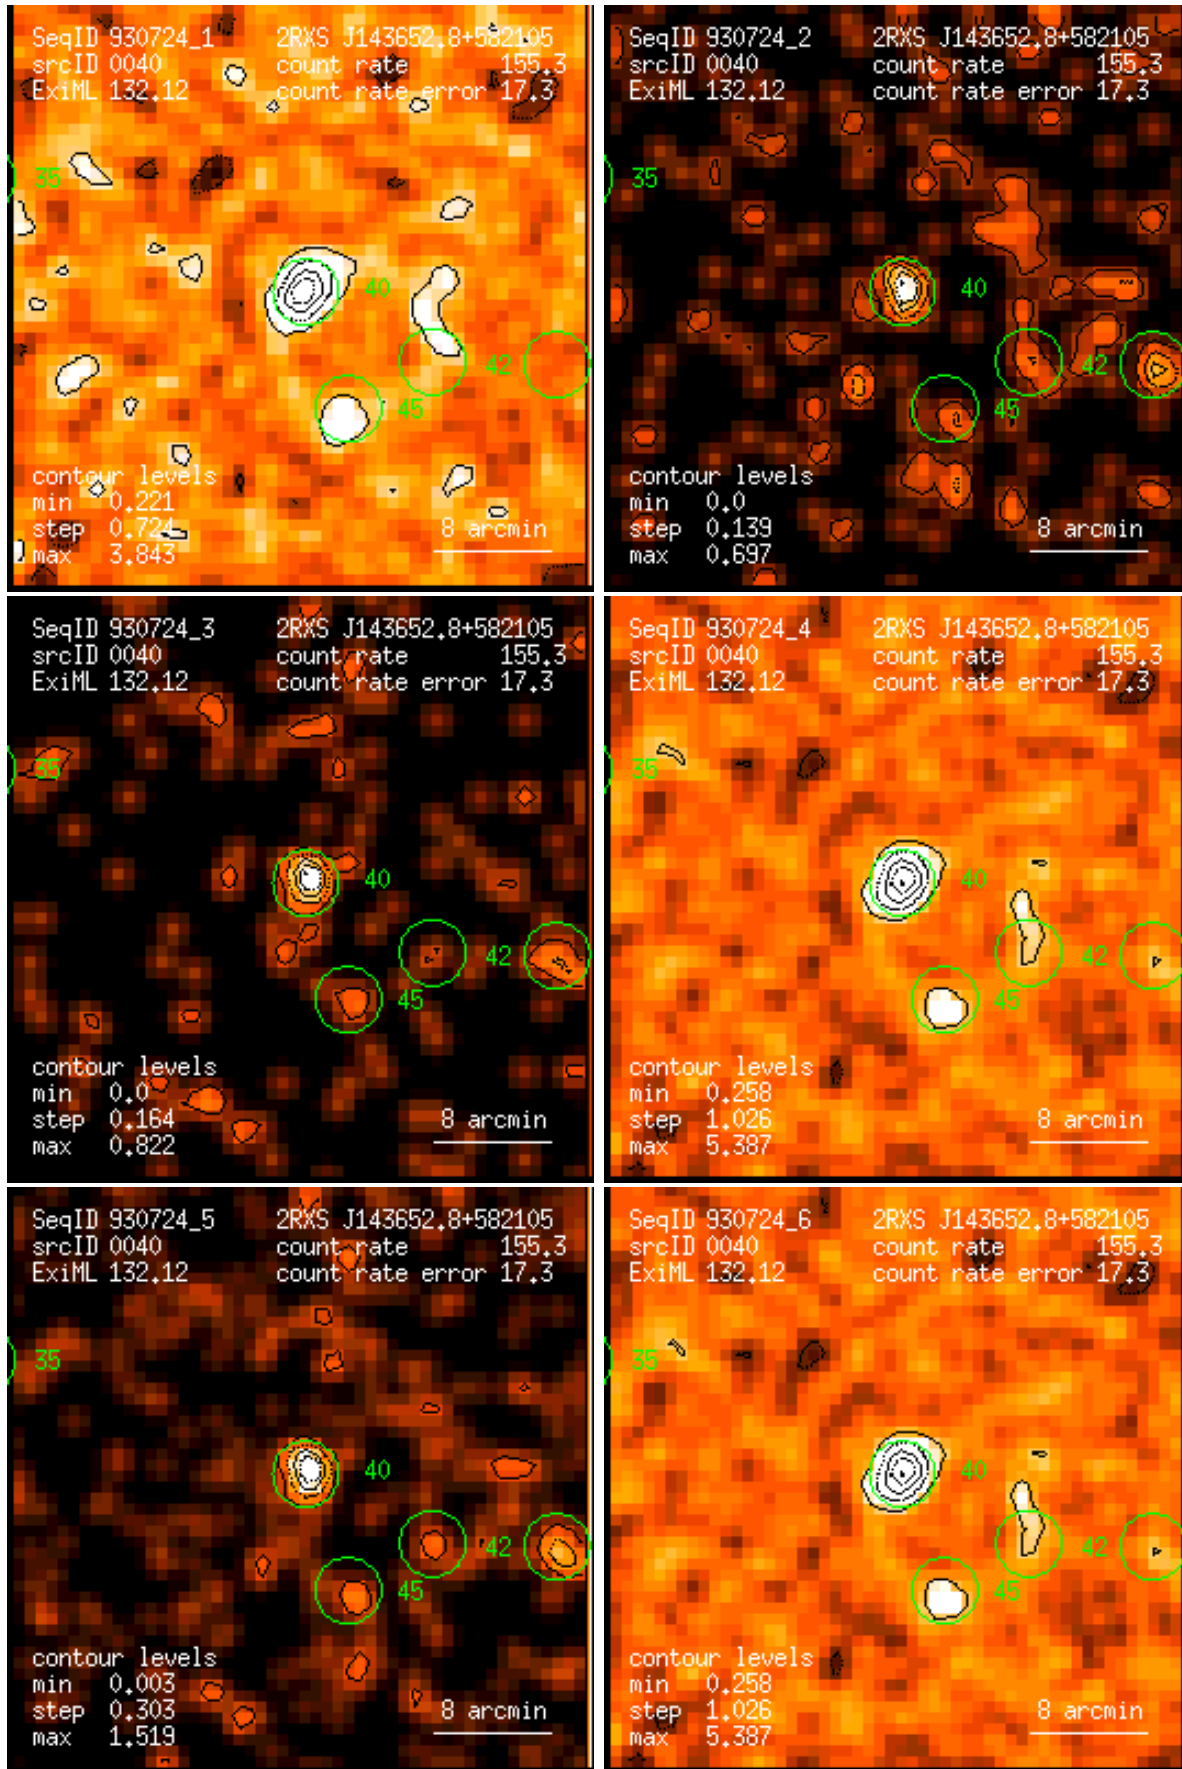 SeqID 930724_1 2RXS J143652.8+582105
srcID 0040 count rate 155.3
ExiML 132.12 count rate error 17.3
35
40
42
45
contour levels
min 0.221
step 0.724 8 arcmin
max 3.843
SeqID 930724_2 2RXS J143652.8+582105
srcID 0040 count rate 155.3
ExiML 132.12 count rate error 17.3
35
40
42
45
contour levels
min 0.0
step 0.139 8 arcmin
max 0.697
SeqID 930724_3 2RXS J143652.8+582105
srcID 0040 count rate 155.3
ExiML 132.12 count rate error 17.3
35
40
42
45
contour levels
min 0.0
step 0.164 8 arcmin
max 0.822
SeqID 930724_4 2RXS J143652.8+582105
srcID 0040 count rate 155.3
ExiML 132.12 count rate error 17.3
35
40
42
45
contour levels
min 0.258
step 1.026 8 arcmin
max 5.387
SeqID 930724_5 2RXS J143652.8+582105
srcID 0040 count rate 155.3
ExiML 132.12 count rate error 17.3
35
40
42
45
contour levels
min 0.003
step 0.303 8 arcmin
max 1.519
SeqID 930724_6 2RXS J143652.8+582105
srcID 0040 count rate 155.3
ExiML 132.12 count rate error 17.3
35
40
42
45
contour levels
min 0.258
step 1.026 8 arcmin
max 5.387